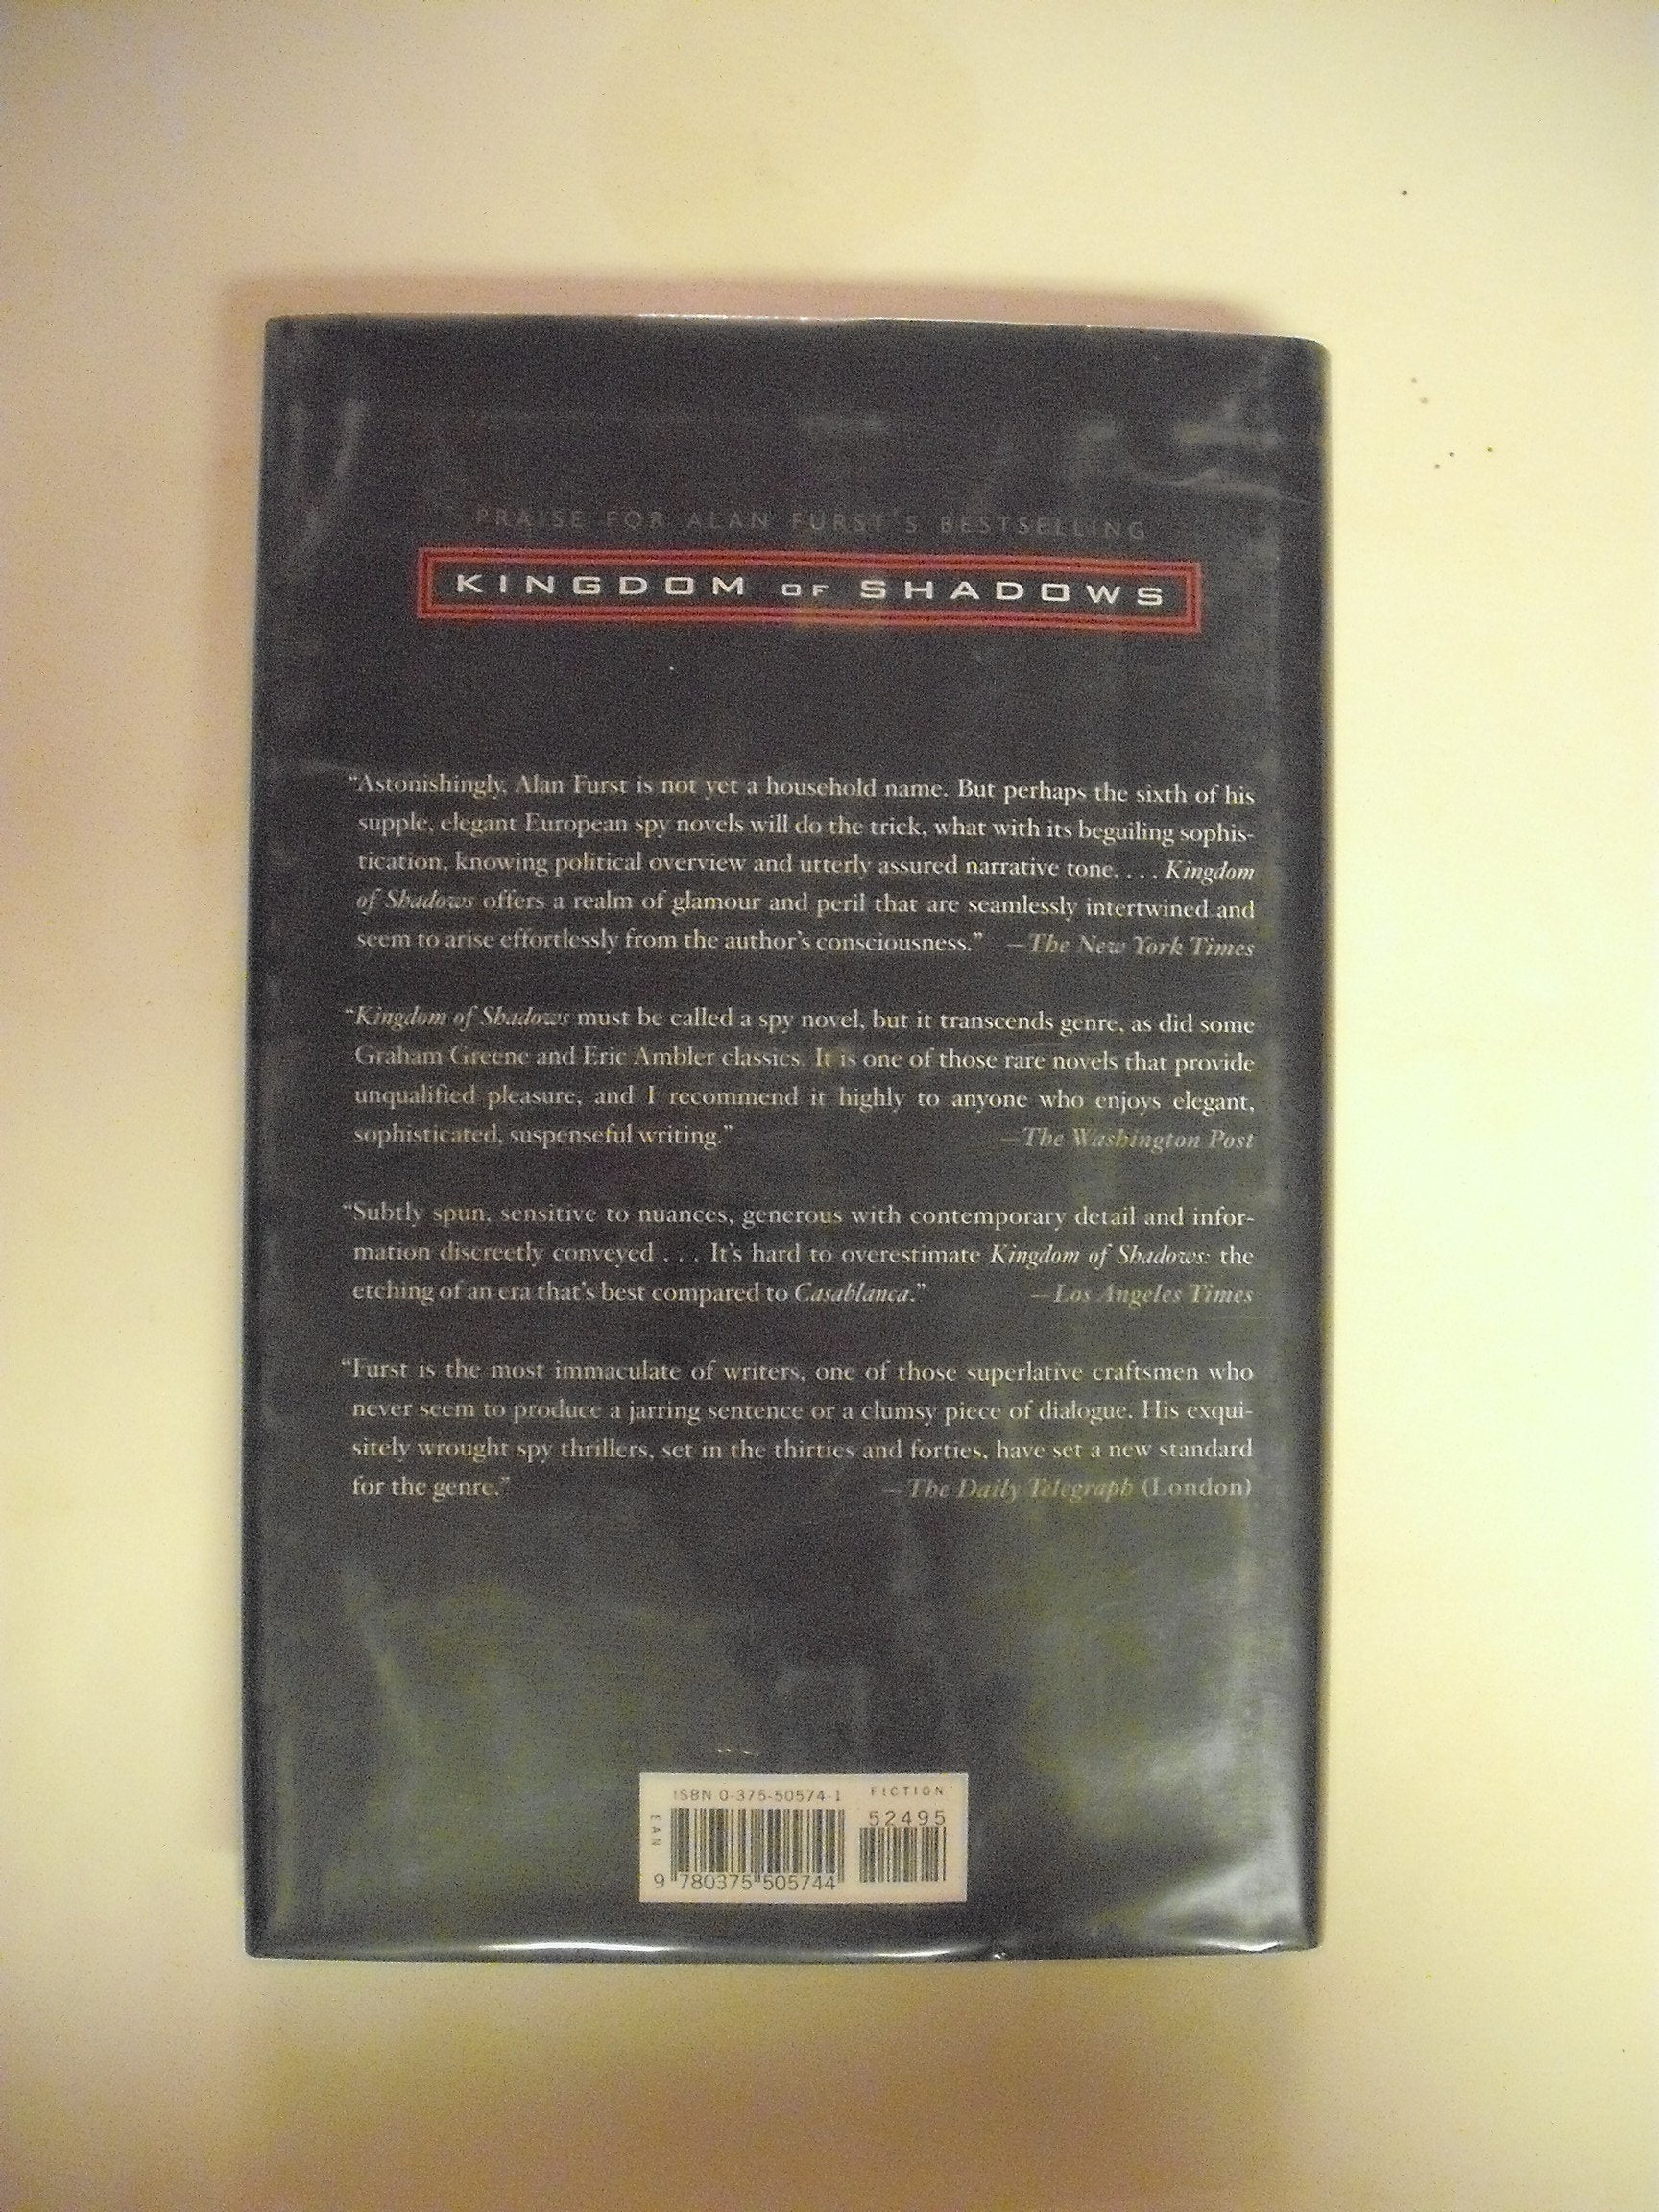 PRAISE FOR ALAN FURST'S BESTSELLING
KINGDOM OF SHADOWS
“Astonishingly, Alan Furst is not yet a household name. But perhaps the sixth of his
supple, elegant European spy novels will do the trick, what with its beguiling sophis-
tication, knowing political overview and utterly assured narrative tone. . . . Kingdom
of Shadows offers a realm of glamour and peril that are seamlessly intertwined and
seem to arise effortlessly from the author’s consciousness.” —The New York Times
“Kingdom of Shadows must be called a spy novel, but it transcends genre, as did some
Graham Greene and Eric Ambler classics. It is one of those rare novels that provide
unqualified pleasure, and I recommend it highly to anyone who enjoys elegant,
sophisticated, suspenseful writing.” —The Washington Post
“Subtly spun, sensitive to nuances, generous with contemporary detail and infor-
mation discreetly conveyed . . . It’s hard to overestimate Kingdom of Shadows: the
etching of an era that’s best compared to Casablanca.” —Los Angeles Times
“Furst is the most immaculate of writers, one of those superlative craftsmen who
never seem to produce a jarring sentence or a clumsy piece of dialogue. His exqui-
sitely wrought spy thrillers, set in the thirties and forties, have set a new standard
for the genre.” —The Daily Telegraph (London)
ISBN 0-375-50574-1 FICTION
52495
EAN
9 780375 505744